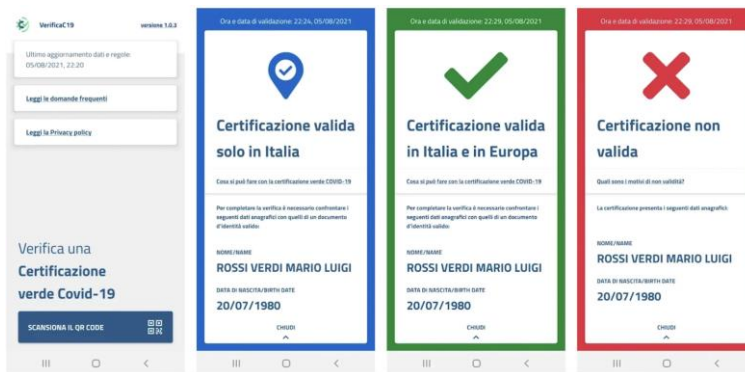 VerificaC19
versione 1.0.3
Ultimo aggiornamento dati e regole:
05/08/2021, 22:20
Leggi le domande frequenti
Leggi la Privacy policy
Verifica una
Certificazione
verde Covid-19
SCANSIONA IL QR CODE
Ora e data di validazione: 22:24, 05/08/2021
Certificazione valida
solo in Italia
Cosa si può fare con la certificazione verde COVID-19
Per completare la verifica è necessario confrontare i
seguenti dati anagrafici con quelli di un documento
d'identità valido:
NOME/NAME
ROSSI VERDI MARIO LUIGI
DATA DI NASCITA/BIRTH DATE
20/07/1980
CHIUDI
Ora e data di validazione: 22:29, 05/08/2021
Certificazione valida
in Italia e in Europa
Cosa si può fare con la certificazione verde COVID-19
Per completare la verifica è necessario confrontare i
seguenti dati anagrafici con quelli di un documento
d'identità valido:
NOME/NAME
ROSSI VERDI MARIO LUIGI
DATA DI NASCITA/BIRTH DATE
20/07/1980
CHIUDI
Ora e data di validazione: 22:29, 05/08/2021
Certificazione non
valida
Quali sono i motivi di non validità?
La certificazione presenta i seguenti dati anagrafici:
NOME/NAME
ROSSI VERDI MARIO LUIGI
DATA DI NASCITA/BIRTH DATE
20/07/1980
CHIUDI